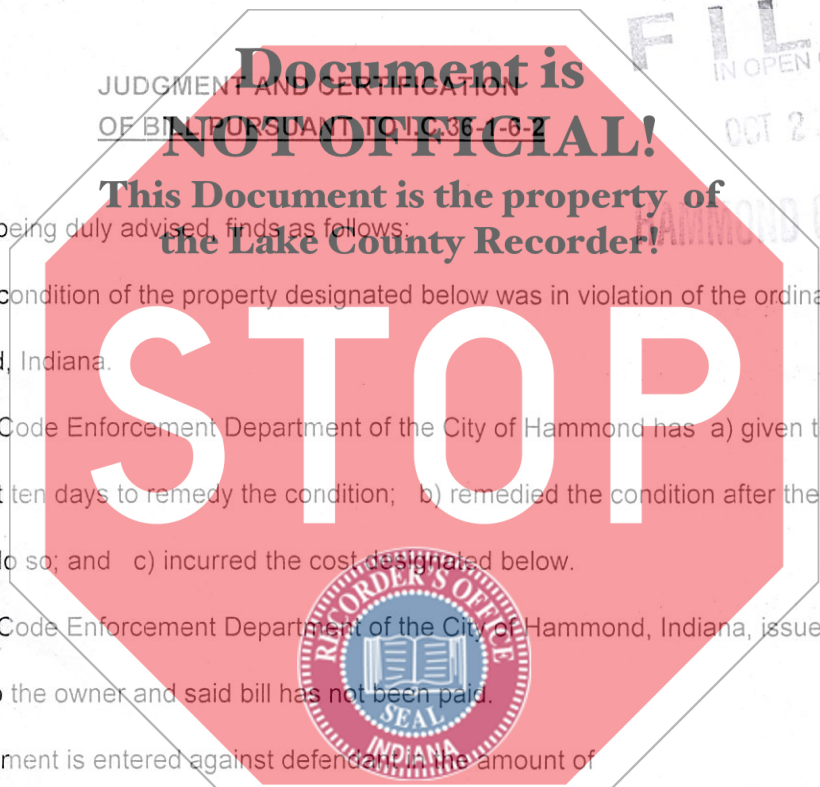 FIL
IN OPEN
OCT 2
HAMMOND
JUDGMENT AND CERTIFICATION
OF BILL PURSUANT TO I.C.36-1-6-2
Document is
NOT OFFICIAL!
This Document is the property of
the Lake County Recorder!
being duly advised, finds as follows:
condition of the property designated below was in violation of the ordina
, Indiana.
Code Enforcement Department of the City of Hammond has a) given t
ten days to remedy the condition; b) remedied the condition after the
do so; and c) incurred the cost designated below.
Code Enforcement Department of the City of Hammond, Indiana, issue
the owner and said bill has not been paid.
ment is entered against defendant in the amount of
STOP
RECORDER'S OFFICE
SEAL
INDIANA